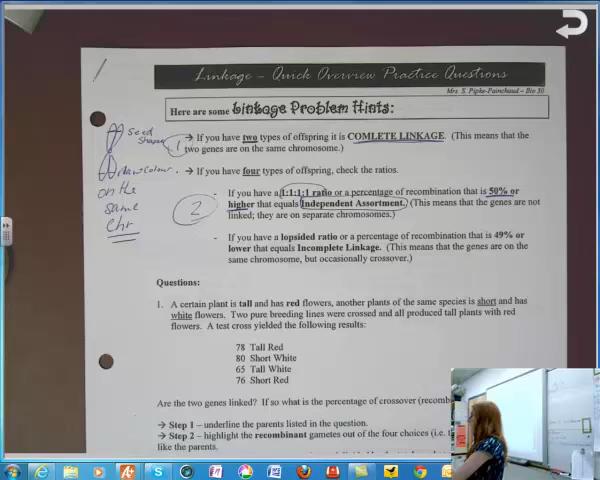 Linkage – Quick Overview Practice Questions
Mrs. S. Pipke-Painchaud – Bio 30
Here are some Linkage Problem Hints:
→ If you have two types of offspring it is COMLETE LINKAGE. (This means that the
two genes are on the same chromosome.)
→ If you have four types of offspring, check the ratios.
- If you have a 1:1:1:1 ratio or a percentage of recombination that is 50% or
higher that equals Independent Assortment. (This means that the genes are not
linked; they are on separate chromosomes.)
- If you have a lopsided ratio or a percentage of recombination that is 49% or
lower that equals Incomplete Linkage. (This means that the genes are on the
same chromosome, but occasionally crossover.)
Seed
Shape
1
colour
on the
same
Chr
2
Questions:
1. A certain plant is tall and has red flowers, another plants of the same species is short and has
white flowers. Two pure breeding lines were crossed and all produced tall plants with red
flowers. A test cross yielded the following results:
78 Tall Red
80 Short White
65 Tall White
76 Short Red
Are the two genes linked? If so what is the percentage of crossover (recomb
→ Step 1 – underline the parents listed in the question.
→ Step 2 – highlight the recombinant gametes out of the four choices (i.e. t
like the parents.